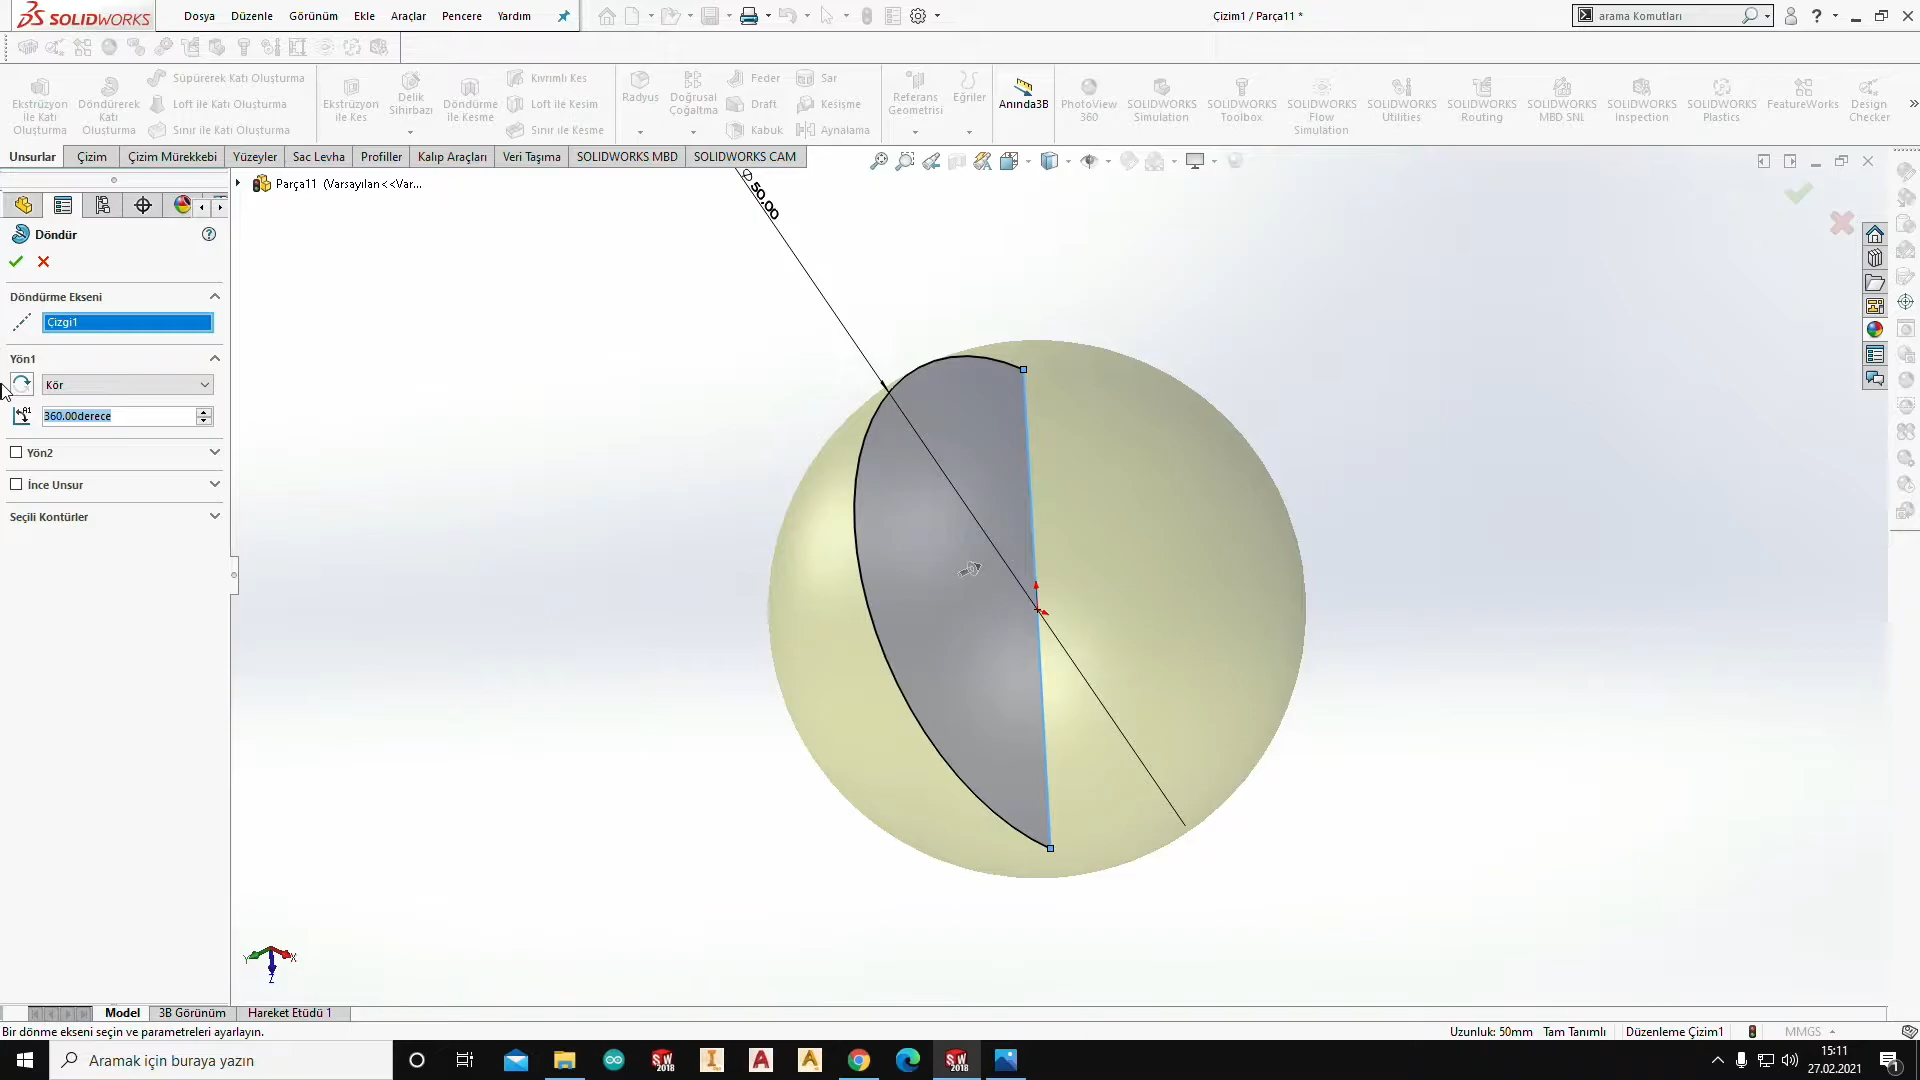 SOLIDWORKS
Dosya Düzenle Görünüm Ekle Araçlar Pencere Yardım
Çizim1 / Parça11 *
arama Komutları
Ekstrüzyon ile Katı Oluşturma
Döndürerek Katı Oluşturma
Süpürerek Katı Oluşturma
Loft ile Katı Oluşturma
Sınır ile Katı Oluşturma
Ekstrüzyon ile Kes
Delik Sihirbazı
Döndürme ile Kesme
Kıvrımlı Kes
Loft ile Kesim
Sınır ile Kesme
Radyus
Doğrusal Çoğaltma
Feder
Draft
Kabuk
Sar
Kesişme
Aynalama
Referans Geometrisi
Eğriler
Anında3B
PhotoView 360
SOLIDWORKS Simulation
SOLIDWORKS Toolbox
SOLIDWORKS Flow Simulation
SOLIDWORKS Utilities
SOLIDWORKS Routing
SOLIDWORKS MBD SNL
SOLIDWORKS Inspection
SOLIDWORKS Plastics
FeatureWorks
Design Checker
Unsurlar Çizim Çizim Mürekkebi Yüzeyler Sac Levha Profiller Kalıp Araçları Veri Taşıma SOLIDWORKS MBD SOLIDWORKS CAM
Parça11 (Varsayılan<<Var...
Döndür
Döndürme Ekseni
Çizgi1
Yön1
Kör
360.00derece
Yön2
İnce Unsur
Seçili Kontürler
Ø 50.00
Y X
Z
Model 3B Görünüm Hareket Etüdü 1
Bir dönme ekseni seçin ve parametreleri ayarlayın.
Uzunluk: 50mm Tam Tanımlı Düzenleme Çizim1 MMGS
Aramak için buraya yazın
15:11
27.02.2021